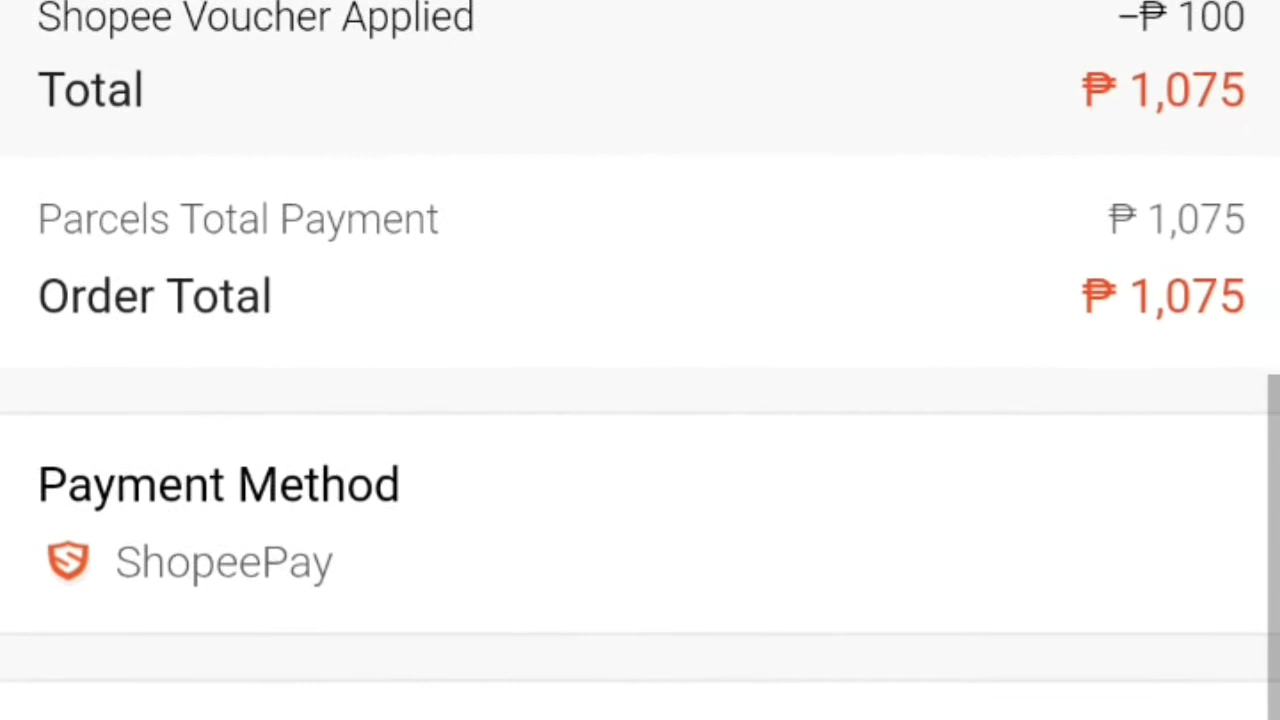 Shopee Voucher Applied -₱ 100
Total ₱ 1,075
Parcels Total Payment ₱ 1,075
Order Total ₱ 1,075
Payment Method
ShopeePay